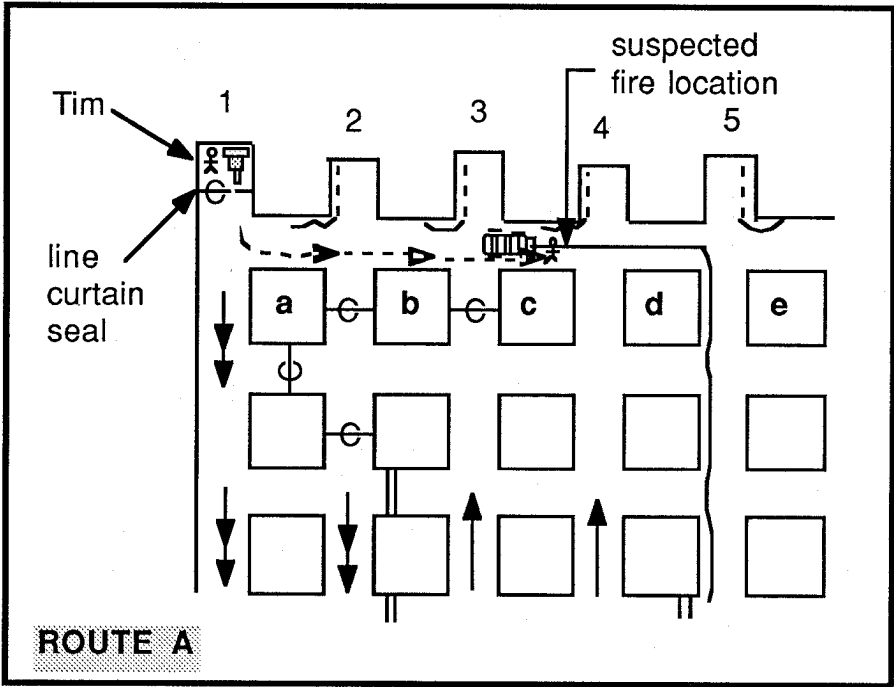 suspected
fire location
Tim
1
2
3
4
5
line
curtain
seal
a
b
c
d
e
ROUTE A